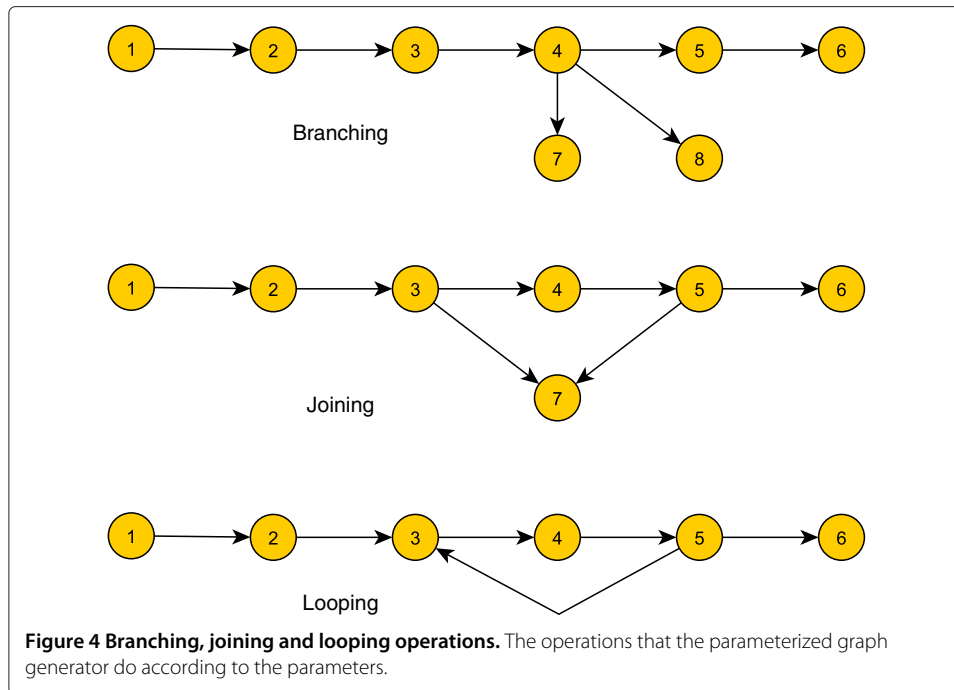 1 2 3 4 5 6
Branching
7 8
1 2 3 4 5 6
Joining
7
1 2 3 4 5 6
Looping
Figure 4 Branching, joining and looping operations. The operations that the parameterized graph
generator do according to the parameters.